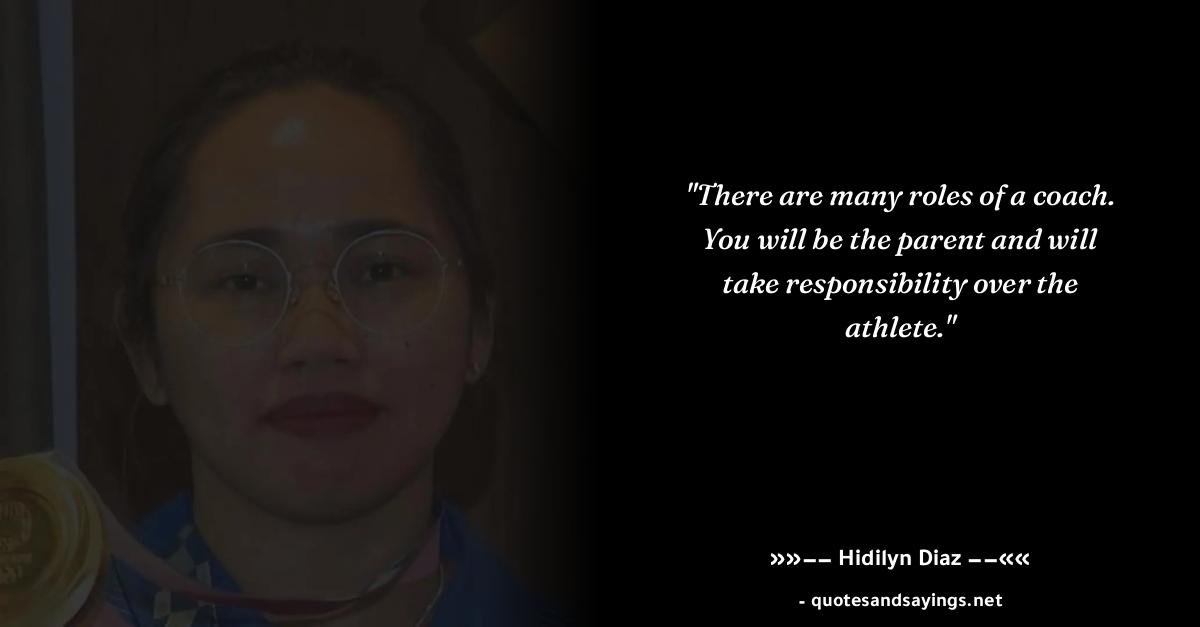 "There are many roles of a coach.
You will be the parent and will
take responsibility over the
athlete."
»»–– Hidilyn Diaz ––««
- quotesandsayings.net